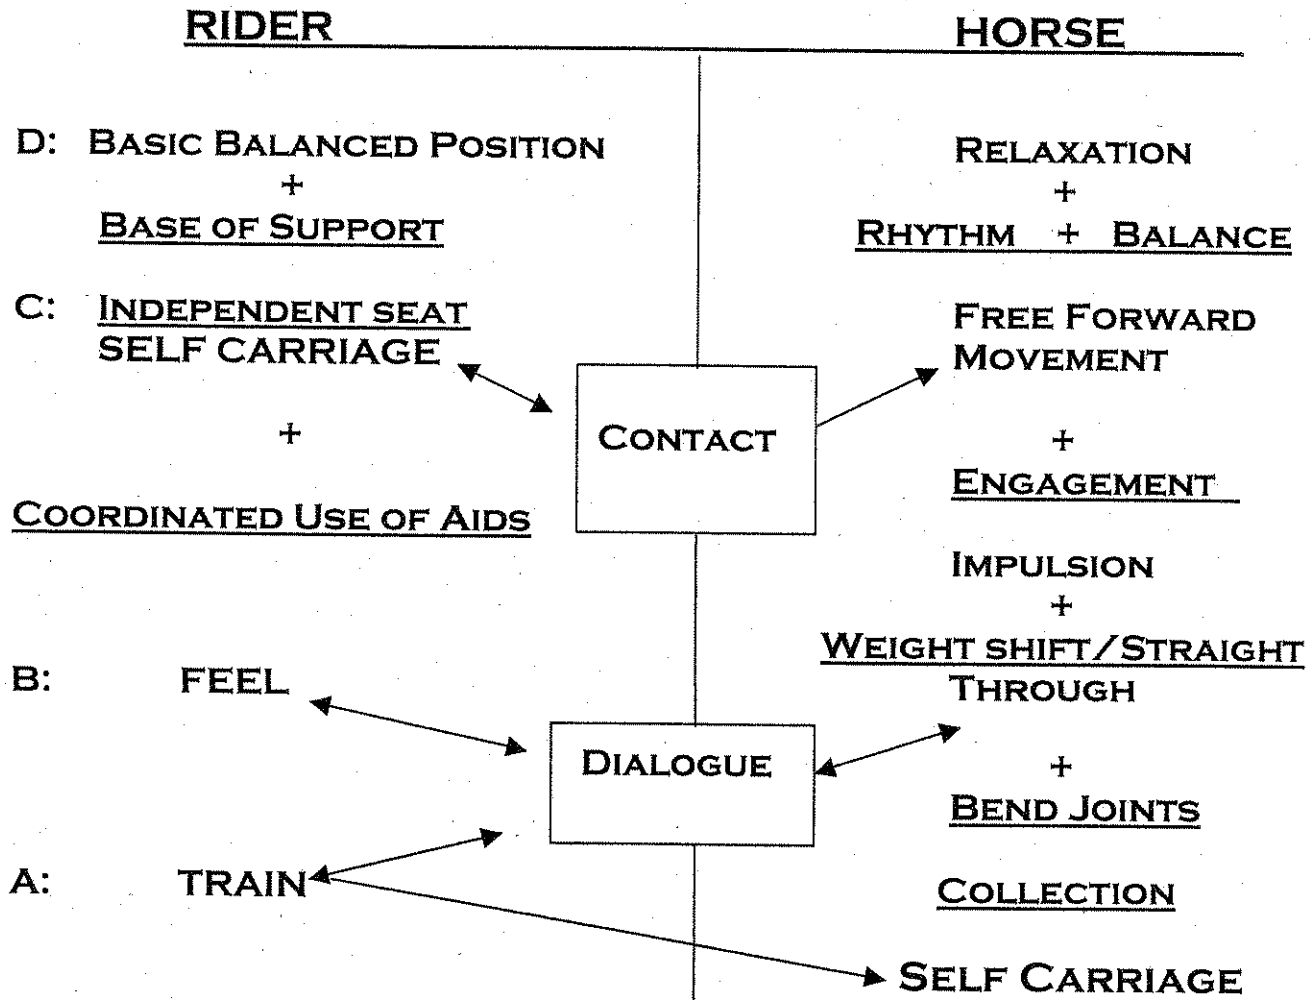 RIDER
HORSE
D: BASIC BALANCED POSITION
+
BASE OF SUPPORT
RELAXATION
+
RHYTHM + BALANCE
C: INDEPENDENT SEAT
SELF CARRIAGE
+
COORDINATED USE OF AIDS
CONTACT
FREE FORWARD
MOVEMENT
+
ENGAGEMENT
IMPULSION
+
WEIGHT SHIFT/STRAIGHT
THROUGH
+
BEND JOINTS
B: FEEL
DIALOGUE
A: TRAIN
COLLECTION
SELF CARRIAGE